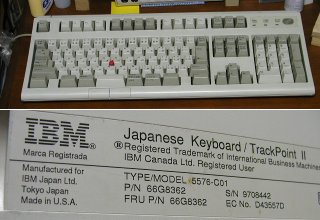 IBM
Japanese Keyboard / TrackPoint II
Marca Registrada
® Registered Trademark of International Business Machines
IBM Canada Ltd. Registered User
Manufactured for
IBM Japan Ltd.
Tokyo Japan
Made in U.S.A.
TYPE/MODEL 5576-C01
P/N 66G8362
S/N 9708442
FRU P/N 66G8362
EC No. D43557D